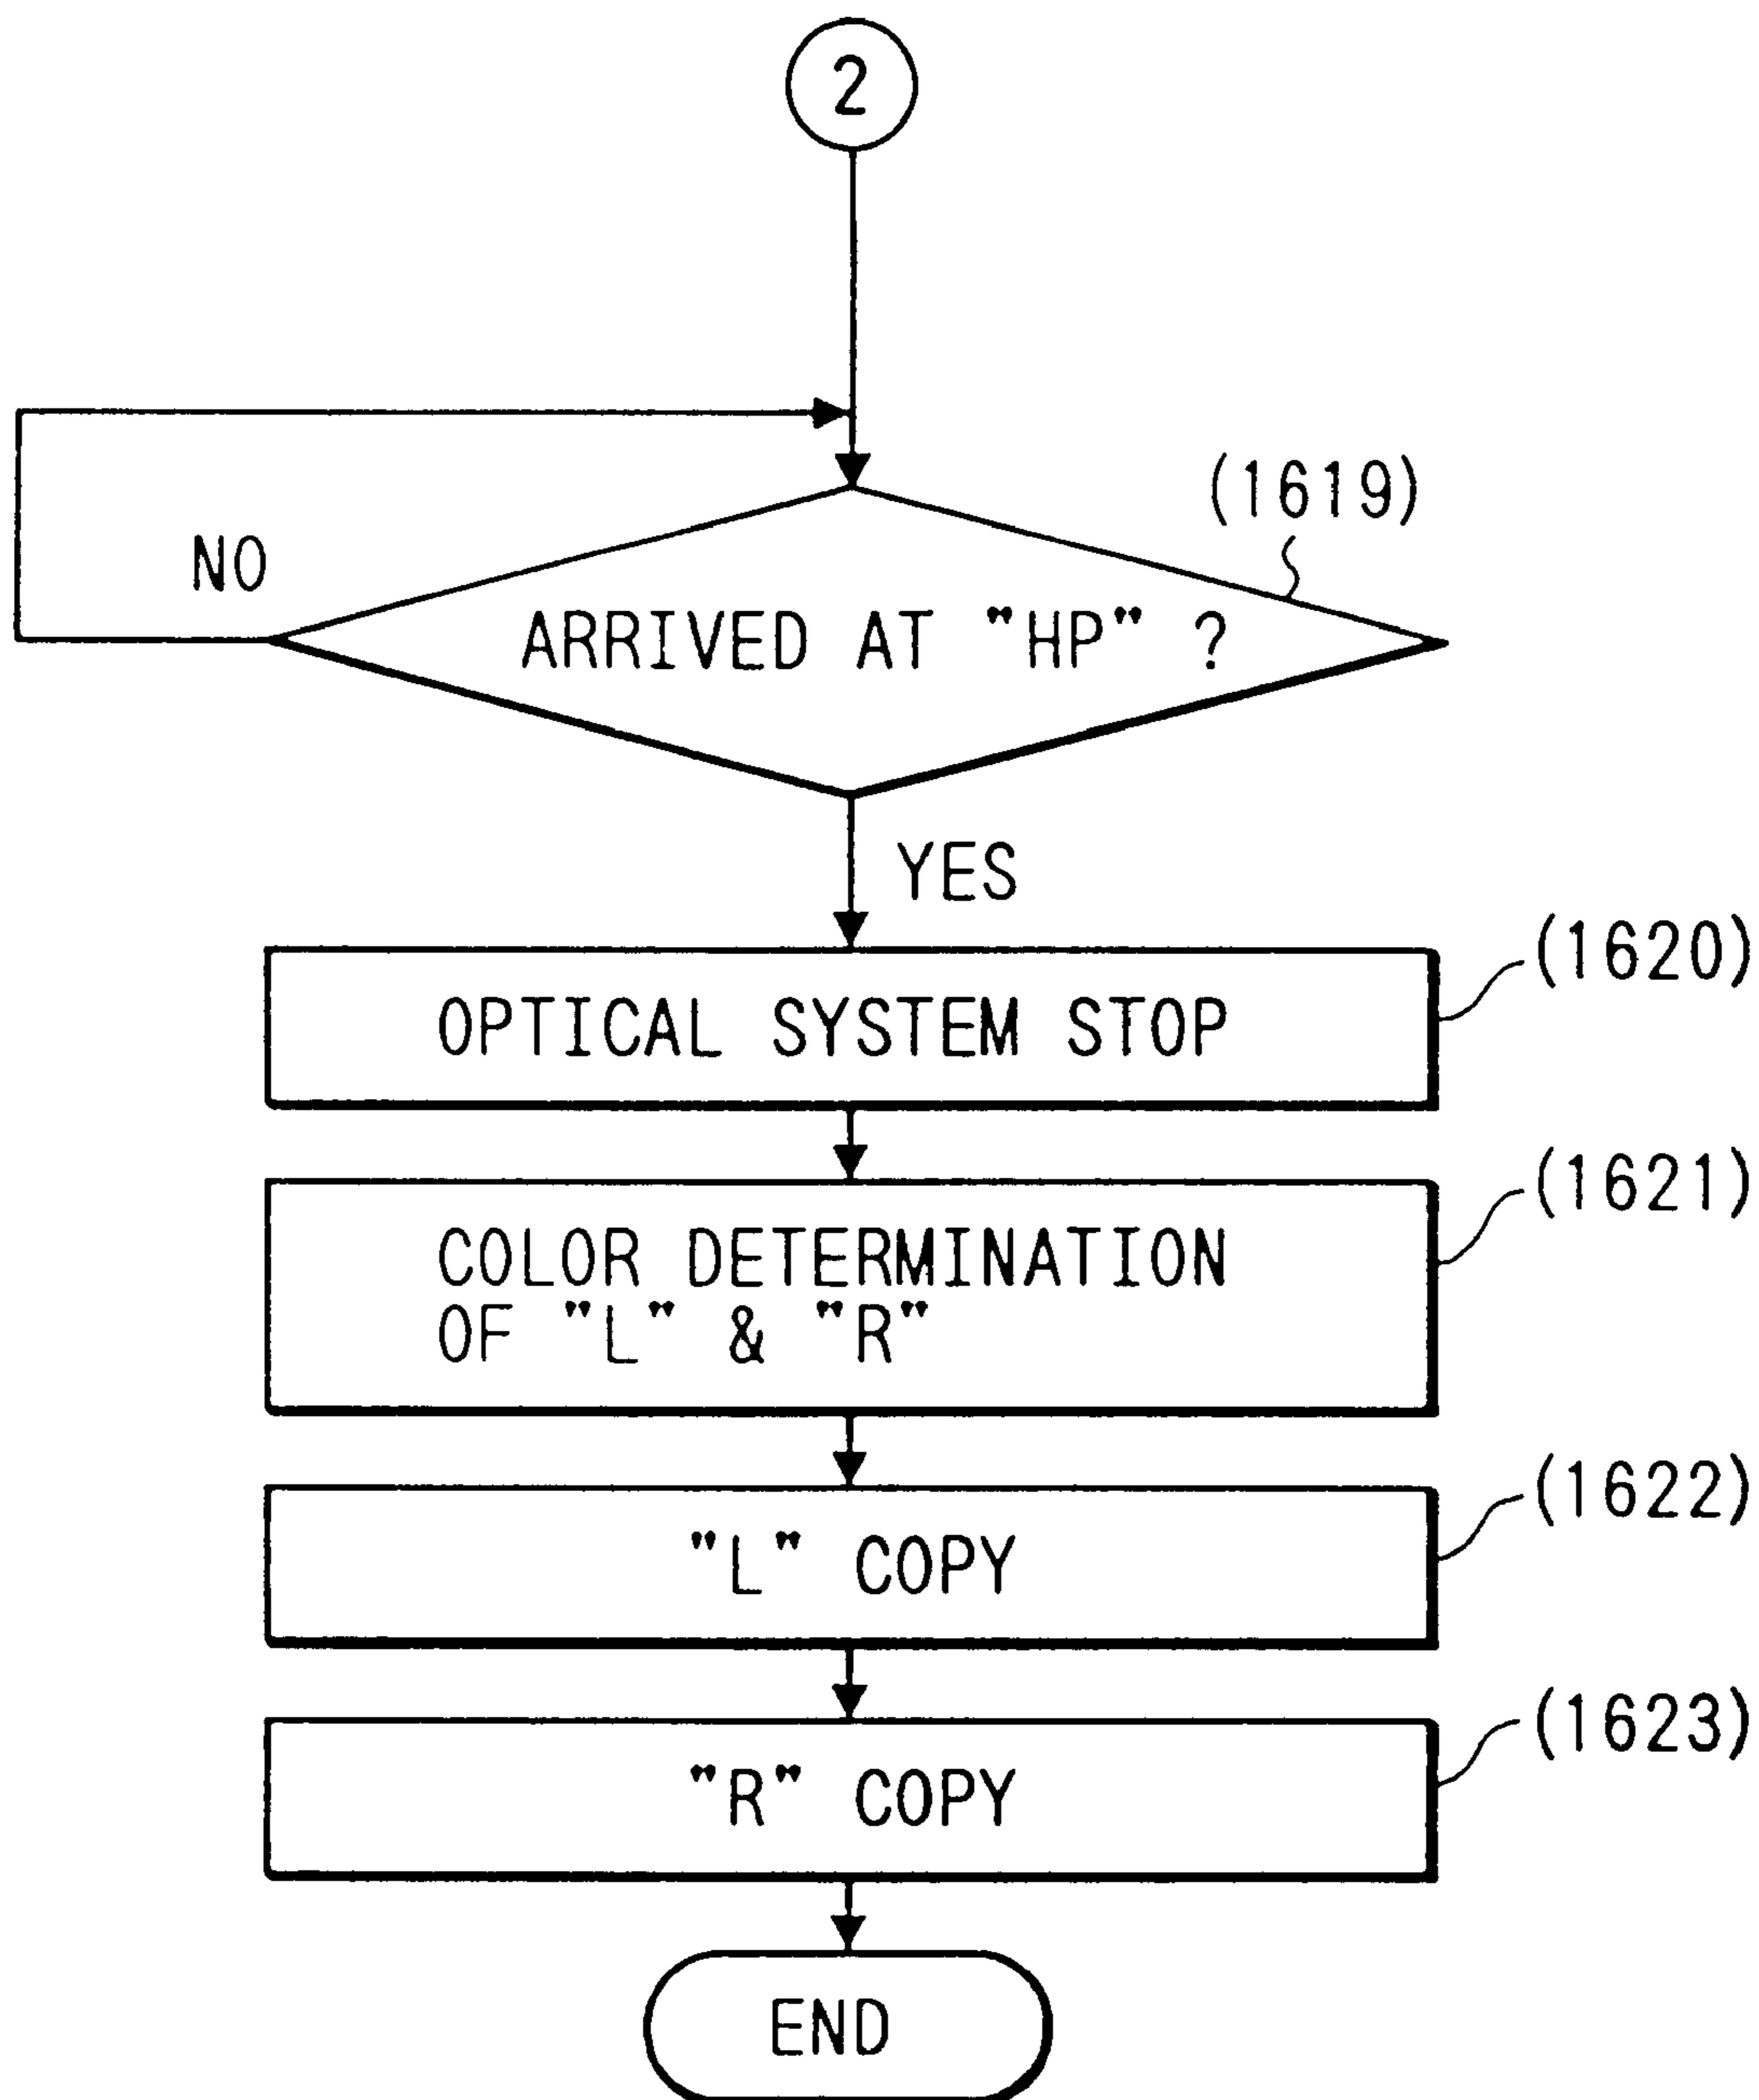 2
(1619)
NO
ARRIVED AT "HP" ?
YES
(1620)
OPTICAL SYSTEM STOP
(1621)
COLOR DETERMINATION
OF "L" & "R"
(1622)
"L" COPY
(1623)
"R" COPY
END